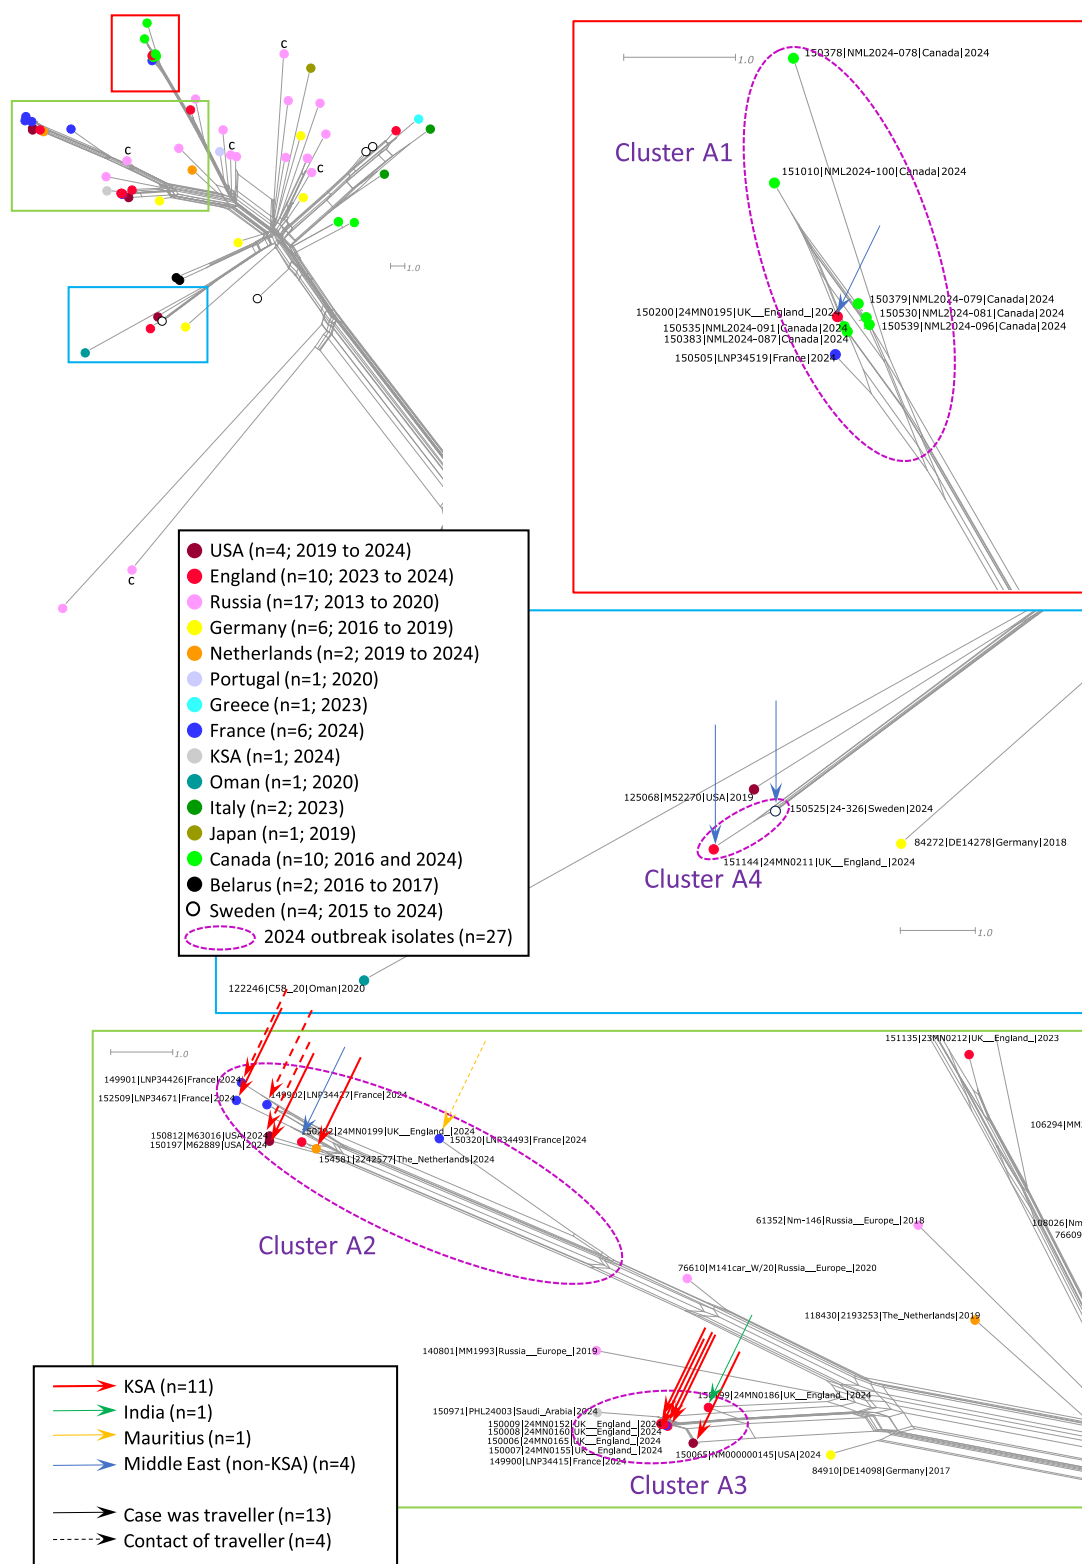 C
C
C
C
1.0
USA (n=4; 2019 to 2024)
England (n=10; 2023 to 2024)
Russia (n=17; 2013 to 2020)
Germany (n=6; 2016 to 2019)
Netherlands (n=2; 2019 to 2024)
Portugal (n=1; 2020)
Greece (n=1; 2023)
France (n=6; 2024)
KSA (n=1; 2024)
Oman (n=1; 2020)
Italy (n=2; 2023)
Japan (n=1; 2019)
Canada (n=10; 2016 and 2024)
Belarus (n=2; 2016 to 2017)
Sweden (n=4; 2015 to 2024)
2024 outbreak isolates (n=27)
1.0
150378|NML2024-078|Canada|2024
Cluster A1
151010|NML2024-100|Canada|2024
150379|NML2024-079|Canada|2024
150200|24MN0195|UK__England_|2024
150530|NML2024-081|Canada|2024
150535|NML2024-091|Canada|2024
150539|NML2024-096|Canada|2024
150383|NML2024-087|Canada|2024
150505|LNP34519|France|2024
125068|M52270|USA|2019
150525|24-326|Sweden|2024
84272|DE14278|Germany|2018
151144|24MN0211|UK__England_|2024
Cluster A4
1.0
122246|C58_20|Oman|2020
1.0
151135|23MN0212|UK__England_|2023
149901|LNP34426|France|2024
152509|LNP34671|France|2024
149902|LNP34427|France|2024
24MN0199|UK__England_|2024
150812|M63016|USA|2024
150197|M62889|USA|2024
150320|LNP34493|France|2024
154581|2242577|The_Netherlands|2024
106294|MM
Cluster A2
61352|Nm-146|Russia__Europe_|2018
108026|Nm
76609
76610|M141car_W/20|Russia__Europe_|2020
118430|2193253|The_Netherlands|2019
140801|MM1993|Russia__Europe_|2019
24MN0186|UK__England_|2024
150971|PHL24003|Saudi_Arabia|2024
150009|24MN0152|UK__England_|2024
150008|24MN0160|UK__England_|2024
150006|24MN0165|UK__England_|2024
150007|24MN0155|UK__England_|2024
149900|LNP34415|France|2024
150065|NM000000145|USA|2024
84910|DE14098|Germany|2017
Cluster A3
KSA (n=11)
India (n=1)
Mauritius (n=1)
Middle East (non-KSA) (n=4)
Case was traveller (n=13)
Contact of traveller (n=4)